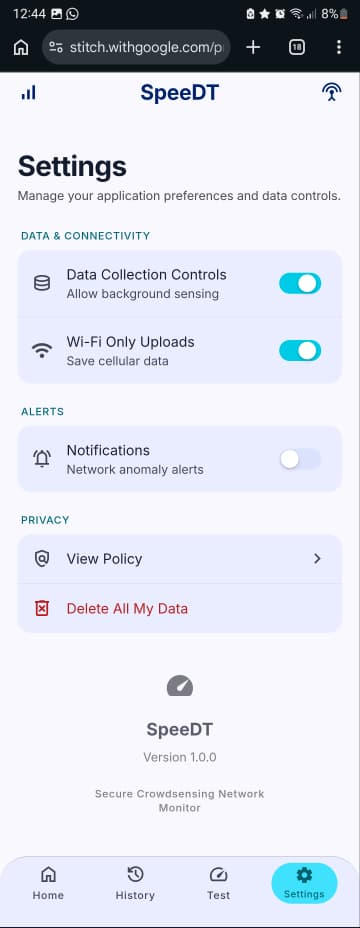 12:44 8%
stitch.withgoogle.com/p 18
SpeeDT
Settings
Manage your application preferences and data controls.
DATA & CONNECTIVITY
Data Collection Controls
Allow background sensing
Wi-Fi Only Uploads
Save cellular data
ALERTS
Notifications
Network anomaly alerts
PRIVACY
View Policy
Delete All My Data
SpeeDT
Version 1.0.0
Secure Crowdsensing Network
Monitor
Home History Test Settings